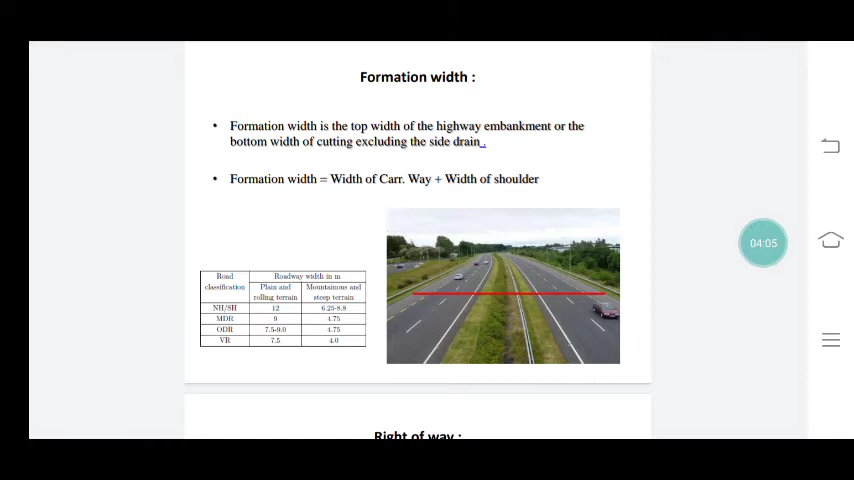 Formation width :
• Formation width is the top width of the highway embankment or the
bottom width of cutting excluding the side drain .
• Formation width = Width of Carr. Way + Width of shoulder
04:05
Road classification Roadway width in m
Plain and rolling terrain Mountainous and steep terrain
NH/SH 12 6.25-8.8
MDR 9 4.75
ODR 7.5-9.0 4.75
VR 7.5 4.0
Right of way :